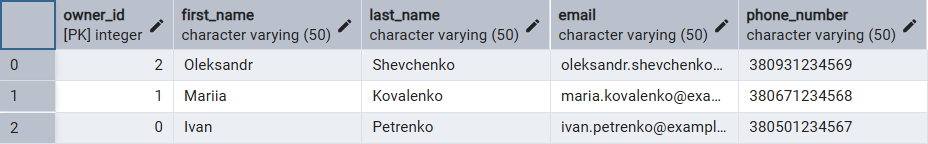 owner_id first_name last_name email phone_number
[PK] integer character varying (50) character varying (50) character varying (50) character varying (50)
0 2 Oleksandr Shevchenko oleksandr.shevchenko... 380931234569
1 1 Mariia Kovalenko maria.kovalenko@exa... 380671234568
2 0 Ivan Petrenko ivan.petrenko@exampl... 380501234567